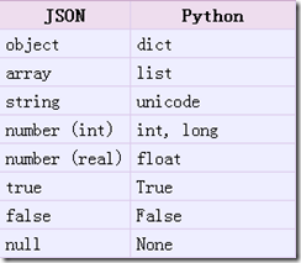 JSON Python
object dict
array list
string unicode
number (int) int, long
number (real) float
true True
false False
null None